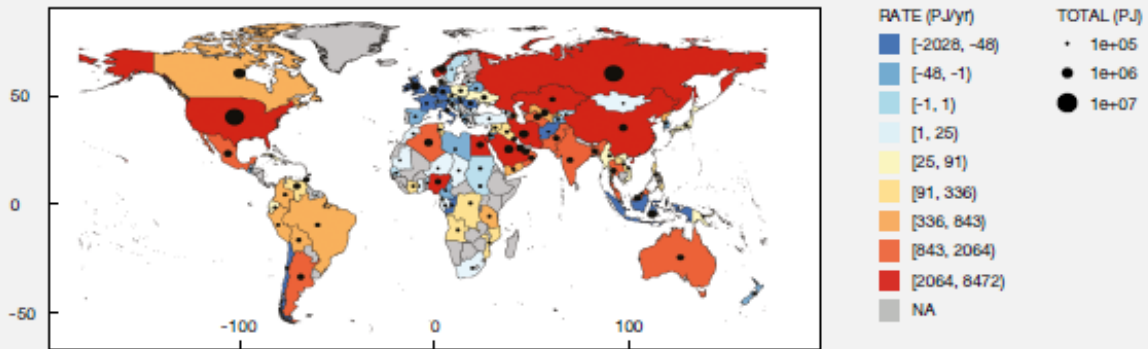 RATE (PJ/yr)
[-2028, -48)
[-48, -1)
[-1, 1)
[1, 25)
[25, 91)
[91, 336)
[336, 843)
[843, 2064)
[2064, 8472)
NA
TOTAL (PJ)
1e+05
1e+06
1e+07
50
0
-50
-100
0
100